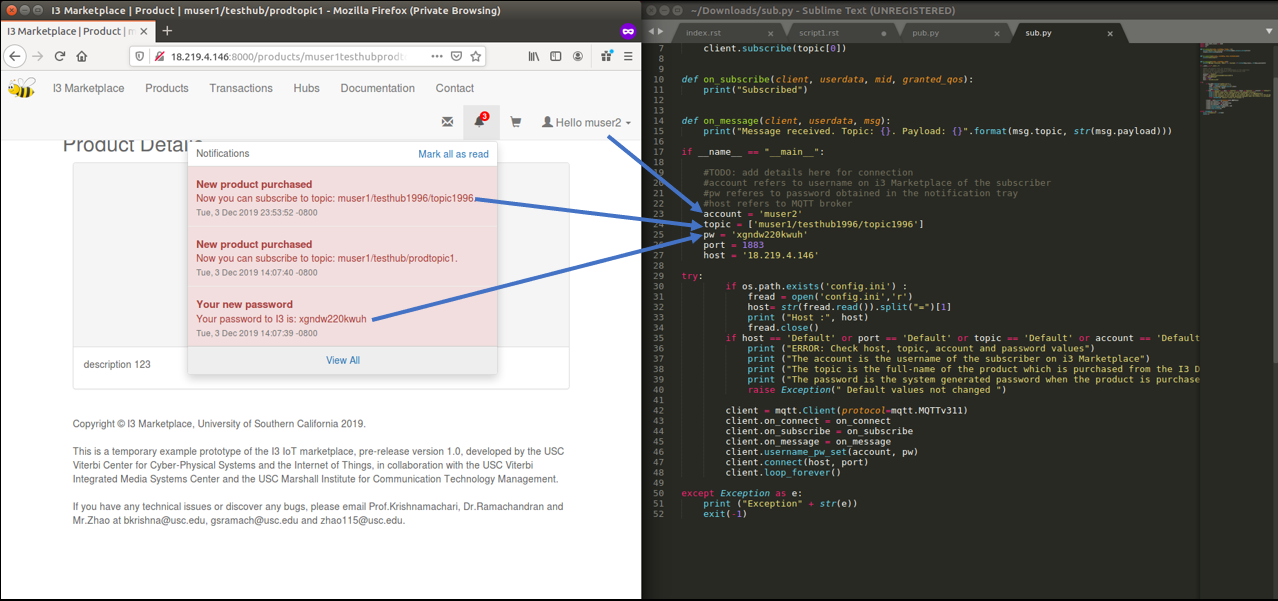 I3 Marketplace | Product | muser1/testhub/prodtopic1 - Mozilla Firefox (Private Browsing)
I3 Marketplace | Product | m
18.219.4.146:8000/products/muser1testhubprodt
I3 Marketplace Products Transactions Hubs Documentation Contact
3
Hello muser2
Product Details
Notifications Mark all as read
New product purchased
Now you can subscribe to topic: muser1/testhub1996/topic1996.
Tue, 3 Dec 2019 23:53:52 -0800
New product purchased
Now you can subscribe to topic: muser1/testhub/prodtopic1.
Tue, 3 Dec 2019 14:07:40 -0800
Your new password
Your password to I3 is: xgndw220kwuh
Tue, 3 Dec 2019 14:07:39 -0800
View All
description 123
Copyright © I3 Marketplace, University of Southern California 2019.
This is a temporary example prototype of the I3 IoT marketplace, pre-release version 1.0, developed by the USC
Viterbi Center for Cyber-Physical Systems and the Internet of Things, in collaboration with the USC Viterbi
Integrated Media Systems Center and the USC Marshall Institute for Communication Technology Management.
If you have any technical issues or discover any bugs, please email Prof.Krishnamachari, Dr.Ramachandran and
Mr.Zhao at bkrishna@usc.edu, gsramach@usc.edu and zhao115@usc.edu.
~/Downloads/sub.py - Sublime Text (UNREGISTERED)
index.rst script1.rst pub.py sub.py
7 client.subscribe(topic[0])
8
9
10 def on_subscribe(client, userdata, mid, granted_qos):
11 print("Subscribed")
12
13
14 def on_message(client, userdata, msg):
15 print("Message received. Topic: {}. Payload: {}".format(msg.topic, str(msg.payload)))
16
17 if __name__ == "__main__":
18
19 #TODO: add details here for connection
20 #account refers to username on i3 Marketplace of the subscriber
21 #pw referes to password obtained in the notification tray
22 #host refers to MQTT broker
23 account = 'muser2'
24 topic = ['muser1/testhub1996/topic1996']
25 pw = 'xgndw220kwuh'
26 port = 1883
27 host = '18.219.4.146'
28
29 try:
30 if os.path.exists('config.ini') :
31 fread = open('config.ini','r')
32 host= str(fread.read()).split("=")[1]
33 print ("Host :", host)
34 fread.close()
35 if host == 'Default' or port == 'Default' or topic == 'Default' or account == 'Default
36 print ("ERROR: Check host, topic, account and password values")
37 print ("The account is the username of the subscriber on i3 Marketplace")
38 print ("The topic is the full-name of the product which is purchased from the I3 D
39 print ("The password is the system generated password when the product is purchase
40 raise Exception(" Default values not changed ")
41
42 client = mqtt.Client(protocol=mqtt.MQTTv311)
43 client.on_connect = on_connect
44 client.on_subscribe = on_subscribe
45 client.on_message = on_message
46 client.username_pw_set(account, pw)
47 client.connect(host, port)
48 client.loop_forever()
49
50 except Exception as e:
51 print ("Exception" + str(e))
52 exit(-1)